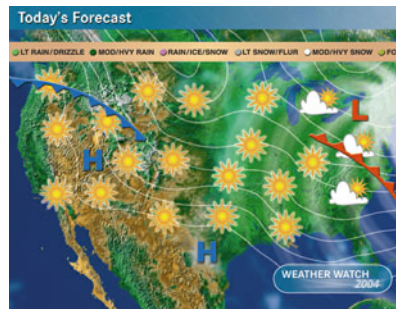 Today's Forecast
LT RAIN/DRIZZLE MOD/HVY RAIN RAIN/ICE/SNOW LT SNOW/FLUR MOD/HVY SNOW FO
L
H
H
WEATHER WATCH
2004